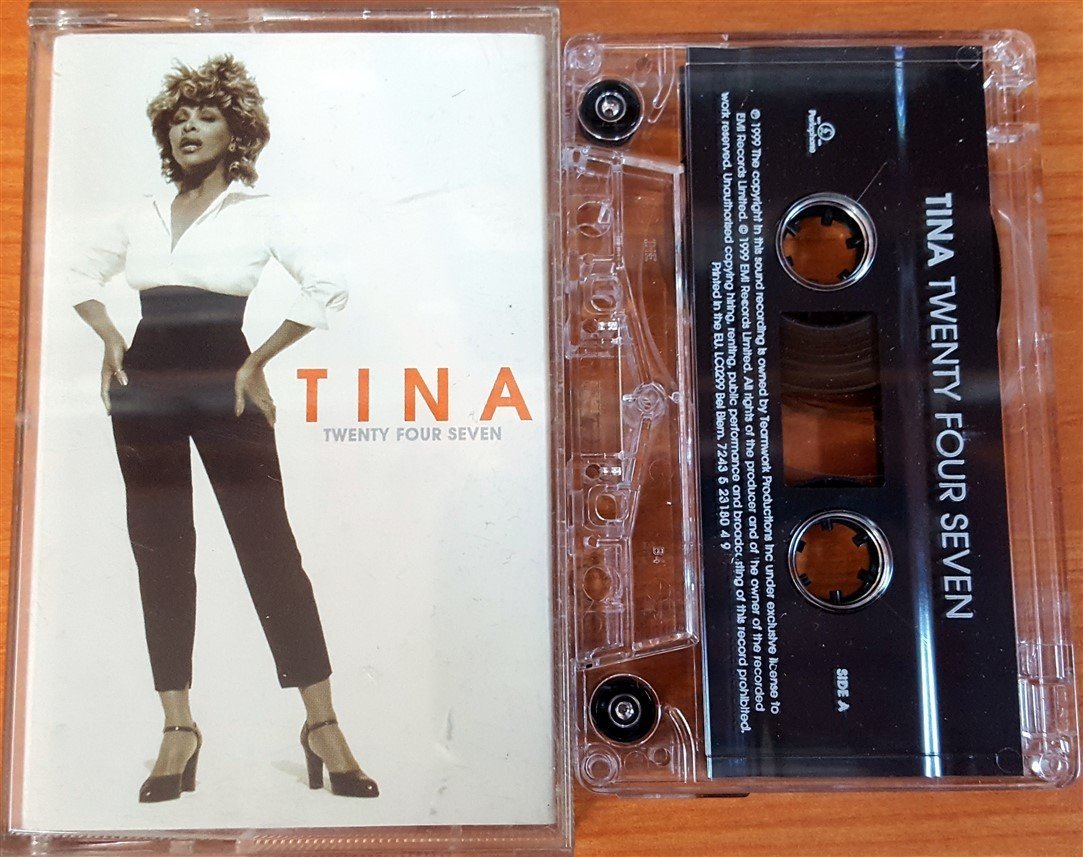 TINA
TWENTY FOUR SEVEN
TINA TWENTY FOUR SEVEN
Parlophone
SIDE A
℗ 1999 The copyright in this sound recording is owned by Teamwork Productions Inc under exclusive license to
EMI Records Limited. © 1999 EMI Records Limited. All rights of the producer and of the owner of the recorded
work reserved. Unauthorised copying hiring, renting, public performance and broadcasting of this record prohibited.
Printed in the EU. LC0299 Bel Biem. 7243 5 23180 4 9